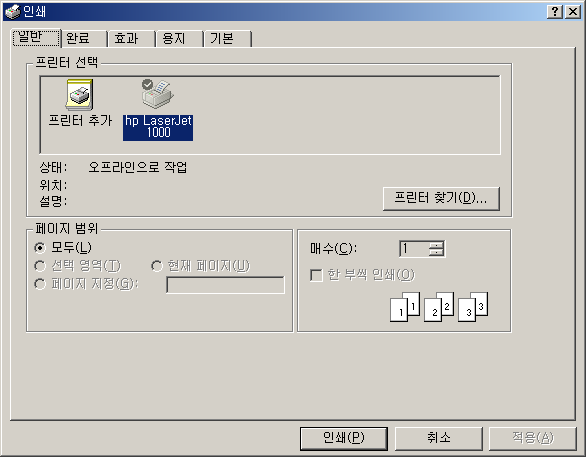 인쇄
일반 완료 효과 용지 기본
프린터 선택
프린터 추가
hp LaserJet
1000
상태: 오프라인으로 작업
위치:
설명:
프린터 찾기(D)...
페이지 범위
모두(L)
선택 영역(T) 현재 페이지(U)
페이지 지정(G):
매수(C): 1
한 부씩 인쇄(O)
1 1 2 2 3 3
인쇄(P) 취소 적용(A)